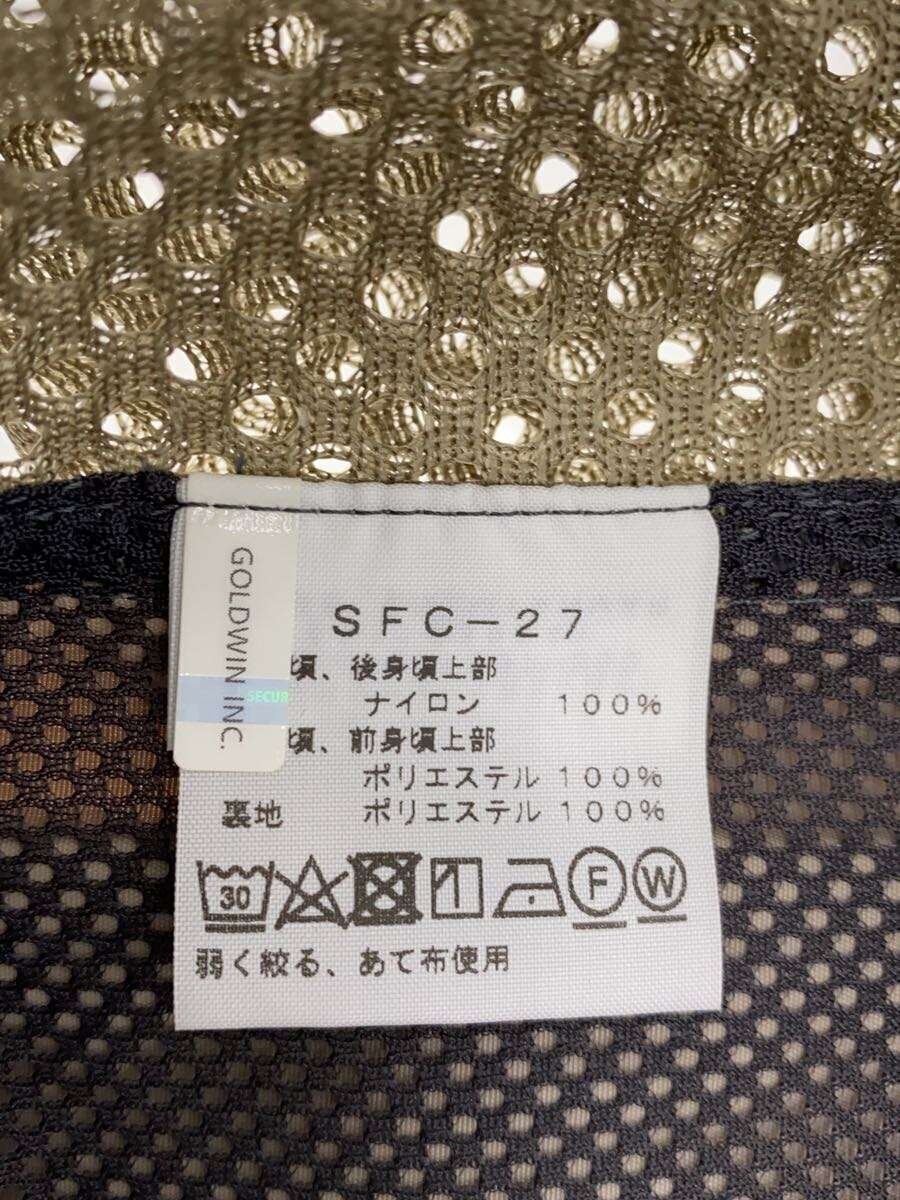 GOLDWIN INC.
SECUR
SFC-27
頃、後身頃上部
ナイロン 100%
頃、前身頃上部
ポリエステル 100%
裏地 ポリエステル 100%
30 F W
弱く絞る、あて布使用